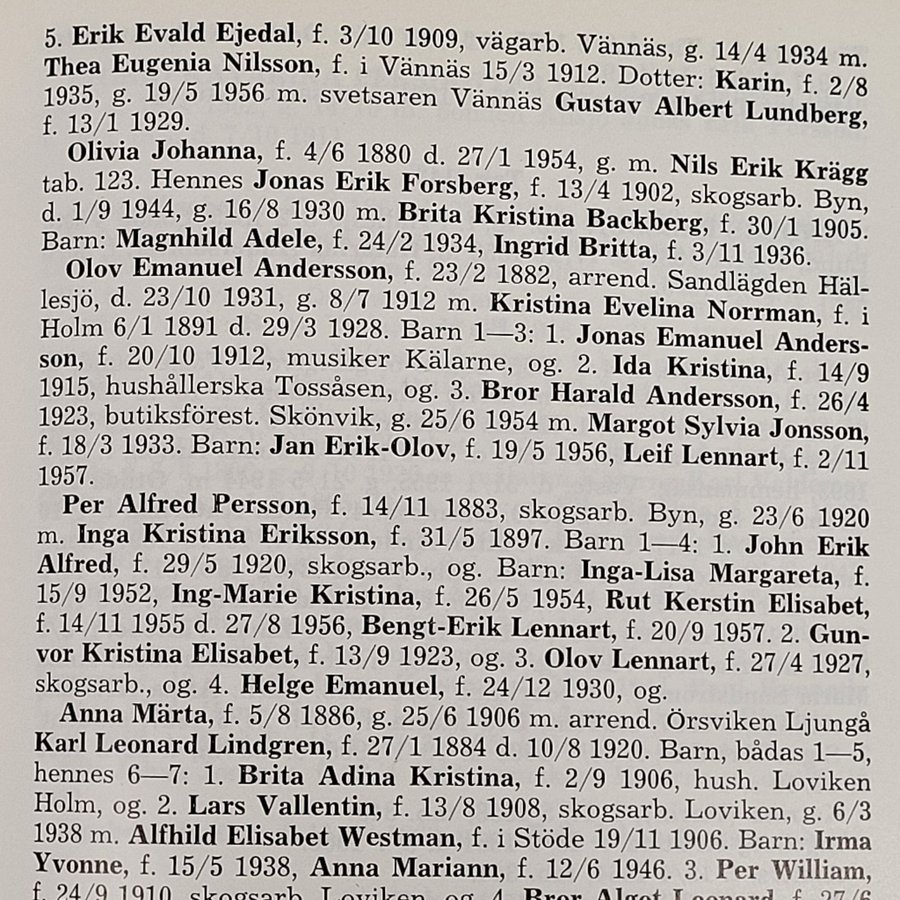 5. Erik Evald Ejedal, f. 3/10 1909, vägarb. Vännäs, g. 14/4 1934 m.
Thea Eugenia Nilsson, f. i Vännäs 15/3 1912. Dotter: Karin, f. 2/8
1935, g. 19/5 1956 m. svetsaren Vännäs Gustav Albert Lundberg,
f. 13/1 1929.
Olivia Johanna, f. 4/6 1880 d. 27/1 1954, g. m. Nils Erik Krägg
tab. 123. Hennes Jonas Erik Forsberg, f. 13/4 1902, skogsarb. Byn,
d. 1/9 1944, g. 16/8 1930 m. Brita Kristina Backberg, f. 30/1 1905.
Barn: Magnhild Adele, f. 24/2 1934, Ingrid Britta, f. 3/11 1936.
Olov Emanuel Andersson, f. 23/2 1882, arrend. Sandlägden Häl-
lesjö, d. 23/10 1931, g. 8/7 1912 m. Kristina Evelina Norrman, f. i
Holm 6/1 1891 d. 29/3 1928. Barn 1—3: 1. Jonas Emanuel Anders-
son, f. 20/10 1912, musiker Kälarne, og. 2. Ida Kristina, f. 14/9
1915, hushållerska Tossåsen, og. 3. Bror Harald Andersson, f. 26/4
1923, butiksförest. Skönvik, g. 25/6 1954 m. Margot Sylvia Jonsson,
f. 18/3 1933. Barn: Jan Erik-Olov, f. 19/5 1956, Leif Lennart, f. 2/11
1957.
Per Alfred Persson, f. 14/11 1883, skogsarb. Byn, g. 23/6 1920
m. Inga Kristina Eriksson, f. 31/5 1897. Barn 1—4: 1. John Erik
Alfred, f. 29/5 1920, skogsarb., og. Barn: Inga-Lisa Margareta, f.
15/9 1952, Ing-Marie Kristina, f. 26/5 1954, Rut Kerstin Elisabet,
f. 14/11 1955 d. 27/8 1956, Bengt-Erik Lennart, f. 20/9 1957. 2. Gun-
vor Kristina Elisabet, f. 13/9 1923, og. 3. Olov Lennart, f. 27/4 1927,
skogsarb., og. 4. Helge Emanuel, f. 24/12 1930, og.
Anna Märta, f. 5/8 1886, g. 25/6 1906 m. arrend. Örsviken Ljungå
Karl Leonard Lindgren, f. 27/1 1884 d. 10/8 1920. Barn, bådas 1—5,
hennes 6—7: 1. Brita Adina Kristina, f. 2/9 1906, hush. Loviken
Holm, og. 2. Lars Vallentin, f. 13/8 1908, skogsarb. Loviken, g. 6/3
1938 m. Alfhild Elisabet Westman, f. i Stöde 19/11 1906. Barn: Irma
Yvonne, f. 15/5 1938, Anna Mariann, f. 12/6 1946. 3. Per William,
f. 24/9 1910, skogsarb. Loviken, og. 4. Bror Algot Leonard, f. 27/6